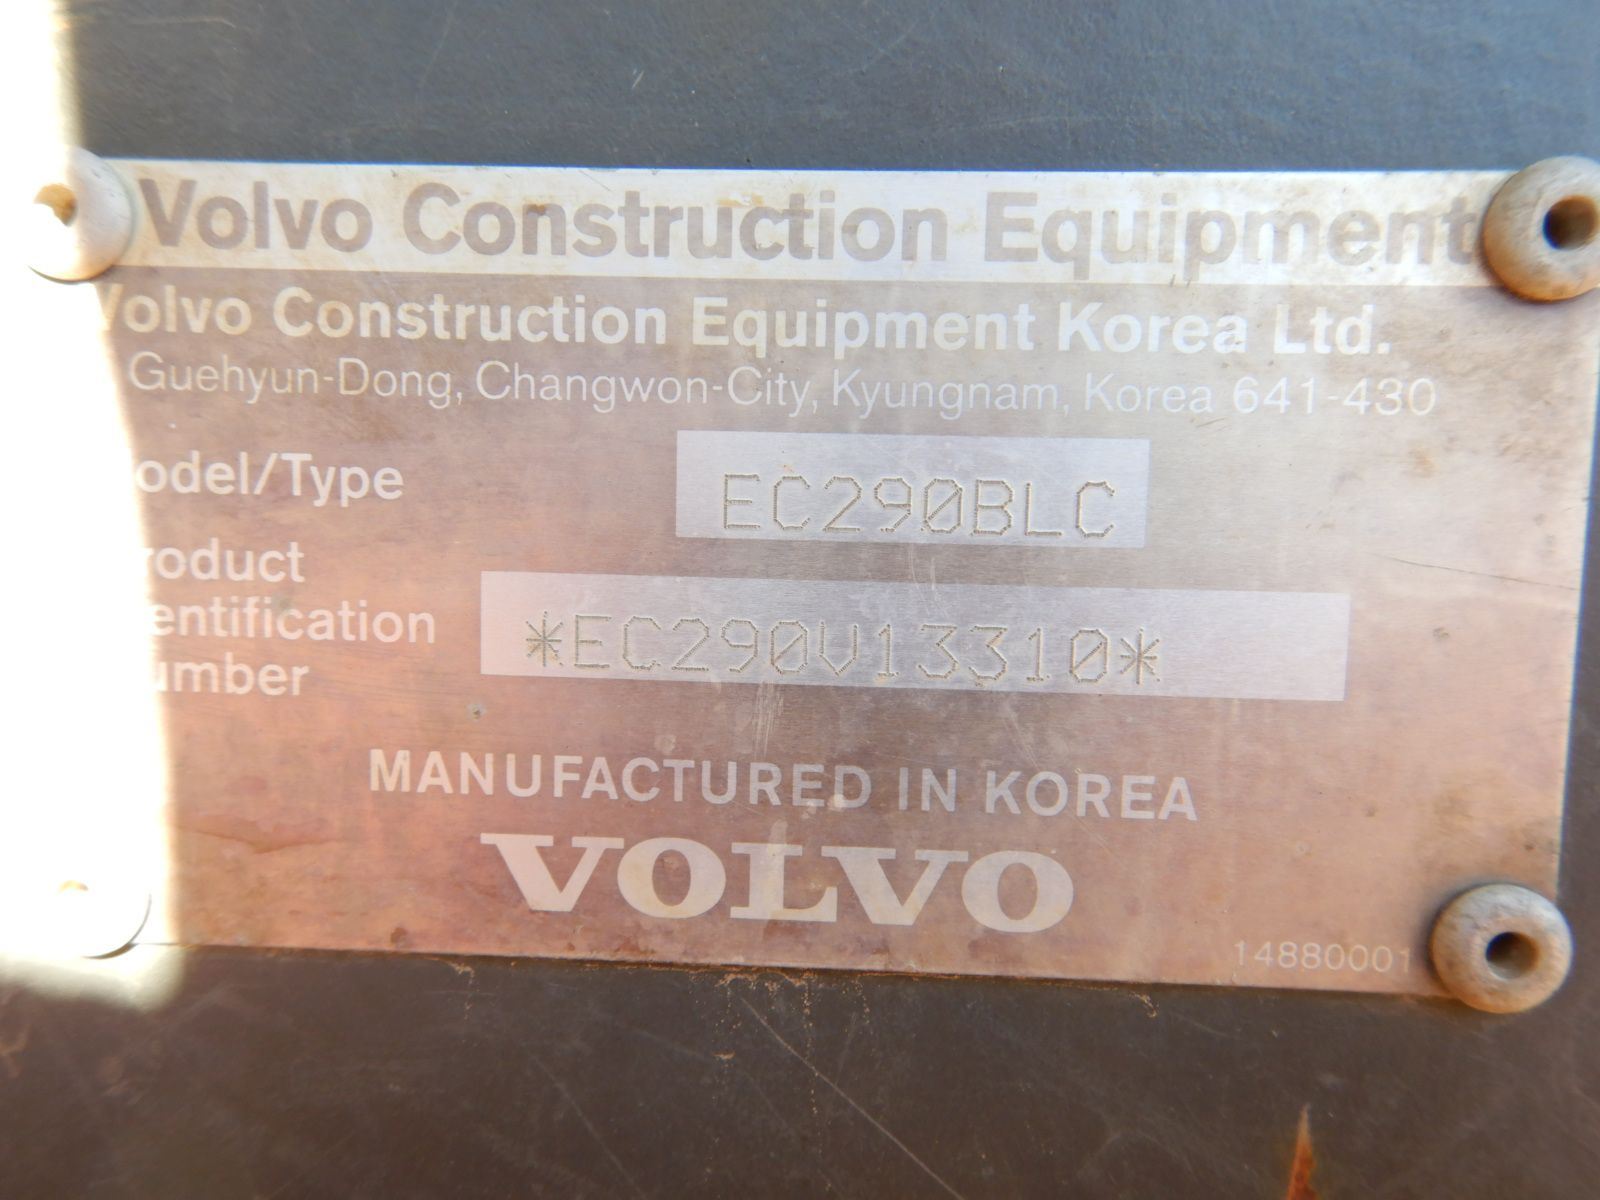 Volvo Construction Equipment
Volvo Construction Equipment Korea Ltd.
Guehyun-Dong, Changwon-City, Kyungnam, Korea 641-430
odel/Type EC290BLC
roduct
entification
umber
*EC290V13310*
MANUFACTURED IN KOREA
VOLVO
14880001